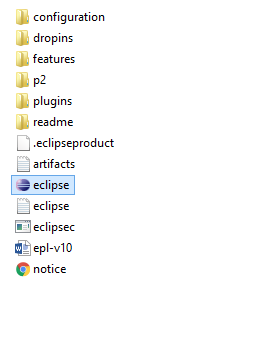 configuration
dropins
features
p2
plugins
readme
.eclipseproduct
artifacts
eclipse
eclipse
eclipsec
epl-v10
notice